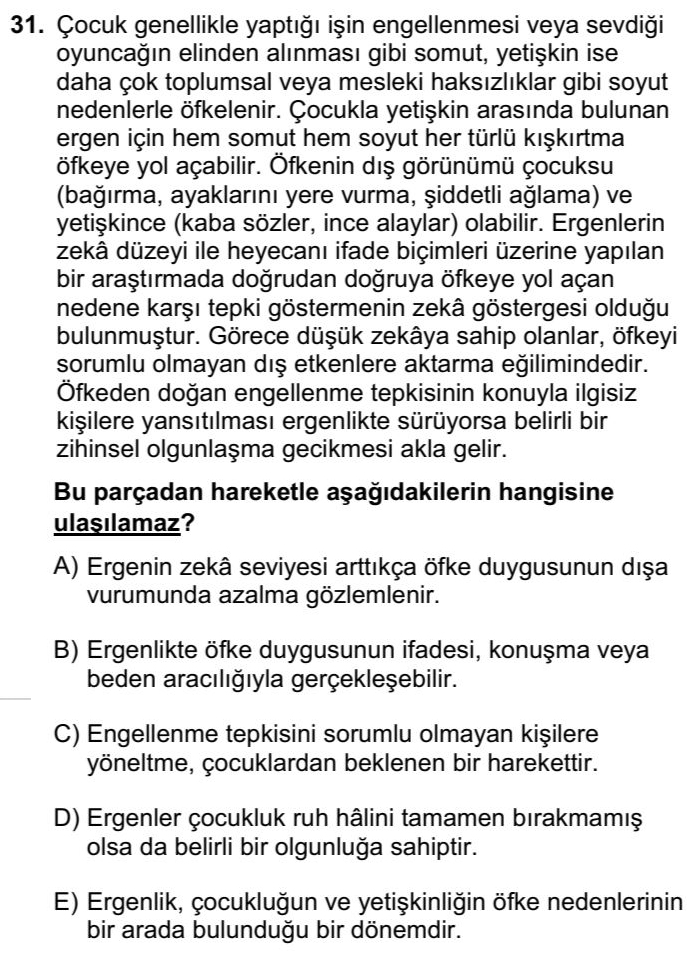 31. Çocuk genellikle yaptığı işin engellenmesi veya sevdiği
oyuncağın elinden alınması gibi somut, yetişkin ise
daha çok toplumsal veya mesleki haksızlıklar gibi soyut
nedenlerle öfkelenir. Çocukla yetişkin arasında bulunan
ergen için hem somut hem soyut her türlü kışkırtma
öfkeye yol açabilir. Öfkenin dış görünümü çocuksu
(bağırma, ayaklarını yere vurma, şiddetli ağlama) ve
yetişkince (kaba sözler, ince alaylar) olabilir. Ergenlerin
zekâ düzeyi ile heyecanı ifade biçimleri üzerine yapılan
bir araştırmada doğrudan doğruya öfkeye yol açan
nedene karşı tepki göstermenin zekâ göstergesi olduğu
bulunmuştur. Görece düşük zekâya sahip olanlar, öfkeyi
sorumlu olmayan dış etkenlere aktarma eğilimindedir.
Öfkeden doğan engellenme tepkisinin konuyla ilgisiz
kişilere yansıtılması ergenlikte sürüyorsa belirli bir
zihinsel olgunlaşma gecikmesi akla gelir.
Bu parçadan hareketle aşağıdakilerin hangisine
ulaşılamaz?
A) Ergenin zekâ seviyesi arttıkça öfke duygusunun dışa
vurumunda azalma gözlemlenir.
B) Ergenlikte öfke duygusunun ifadesi, konuşma veya
beden aracılığıyla gerçekleşebilir.
C) Engellenme tepkisini sorumlu olmayan kişilere
yöneltme, çocuklardan beklenen bir harekettir.
D) Ergenler çocukluk ruh hâlini tamamen bırakmamış
olsa da belirli bir olgunluğa sahiptir.
E) Ergenlik, çocukluğun ve yetişkinliğin öfke nedenlerinin
bir arada bulunduğu bir dönemdir.